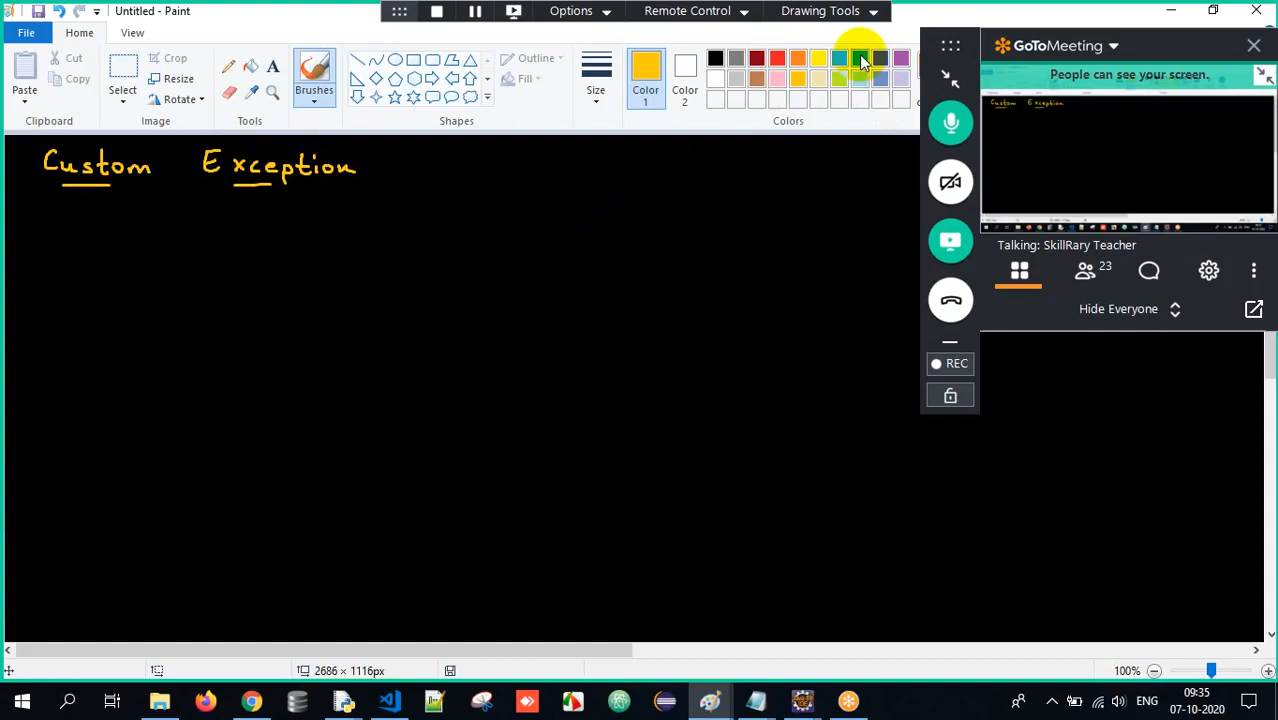 Untitled - Paint
Options
Remote Control
Drawing Tools
File
Home
View
Paste
Cut
Copy
Clipboard
Select
Crop
Resize
Rotate
Image
A
Tools
Brushes
Outline
Fill
Shapes
Size
Color 1
Color 2
Colors
GoToMeeting
People can see your screen.
Custom Exception
Talking: SkillRary Teacher
23
Hide Everyone
REC
Custom Exception
2686 × 1116px
100%
ENG
09:35
07-10-2020